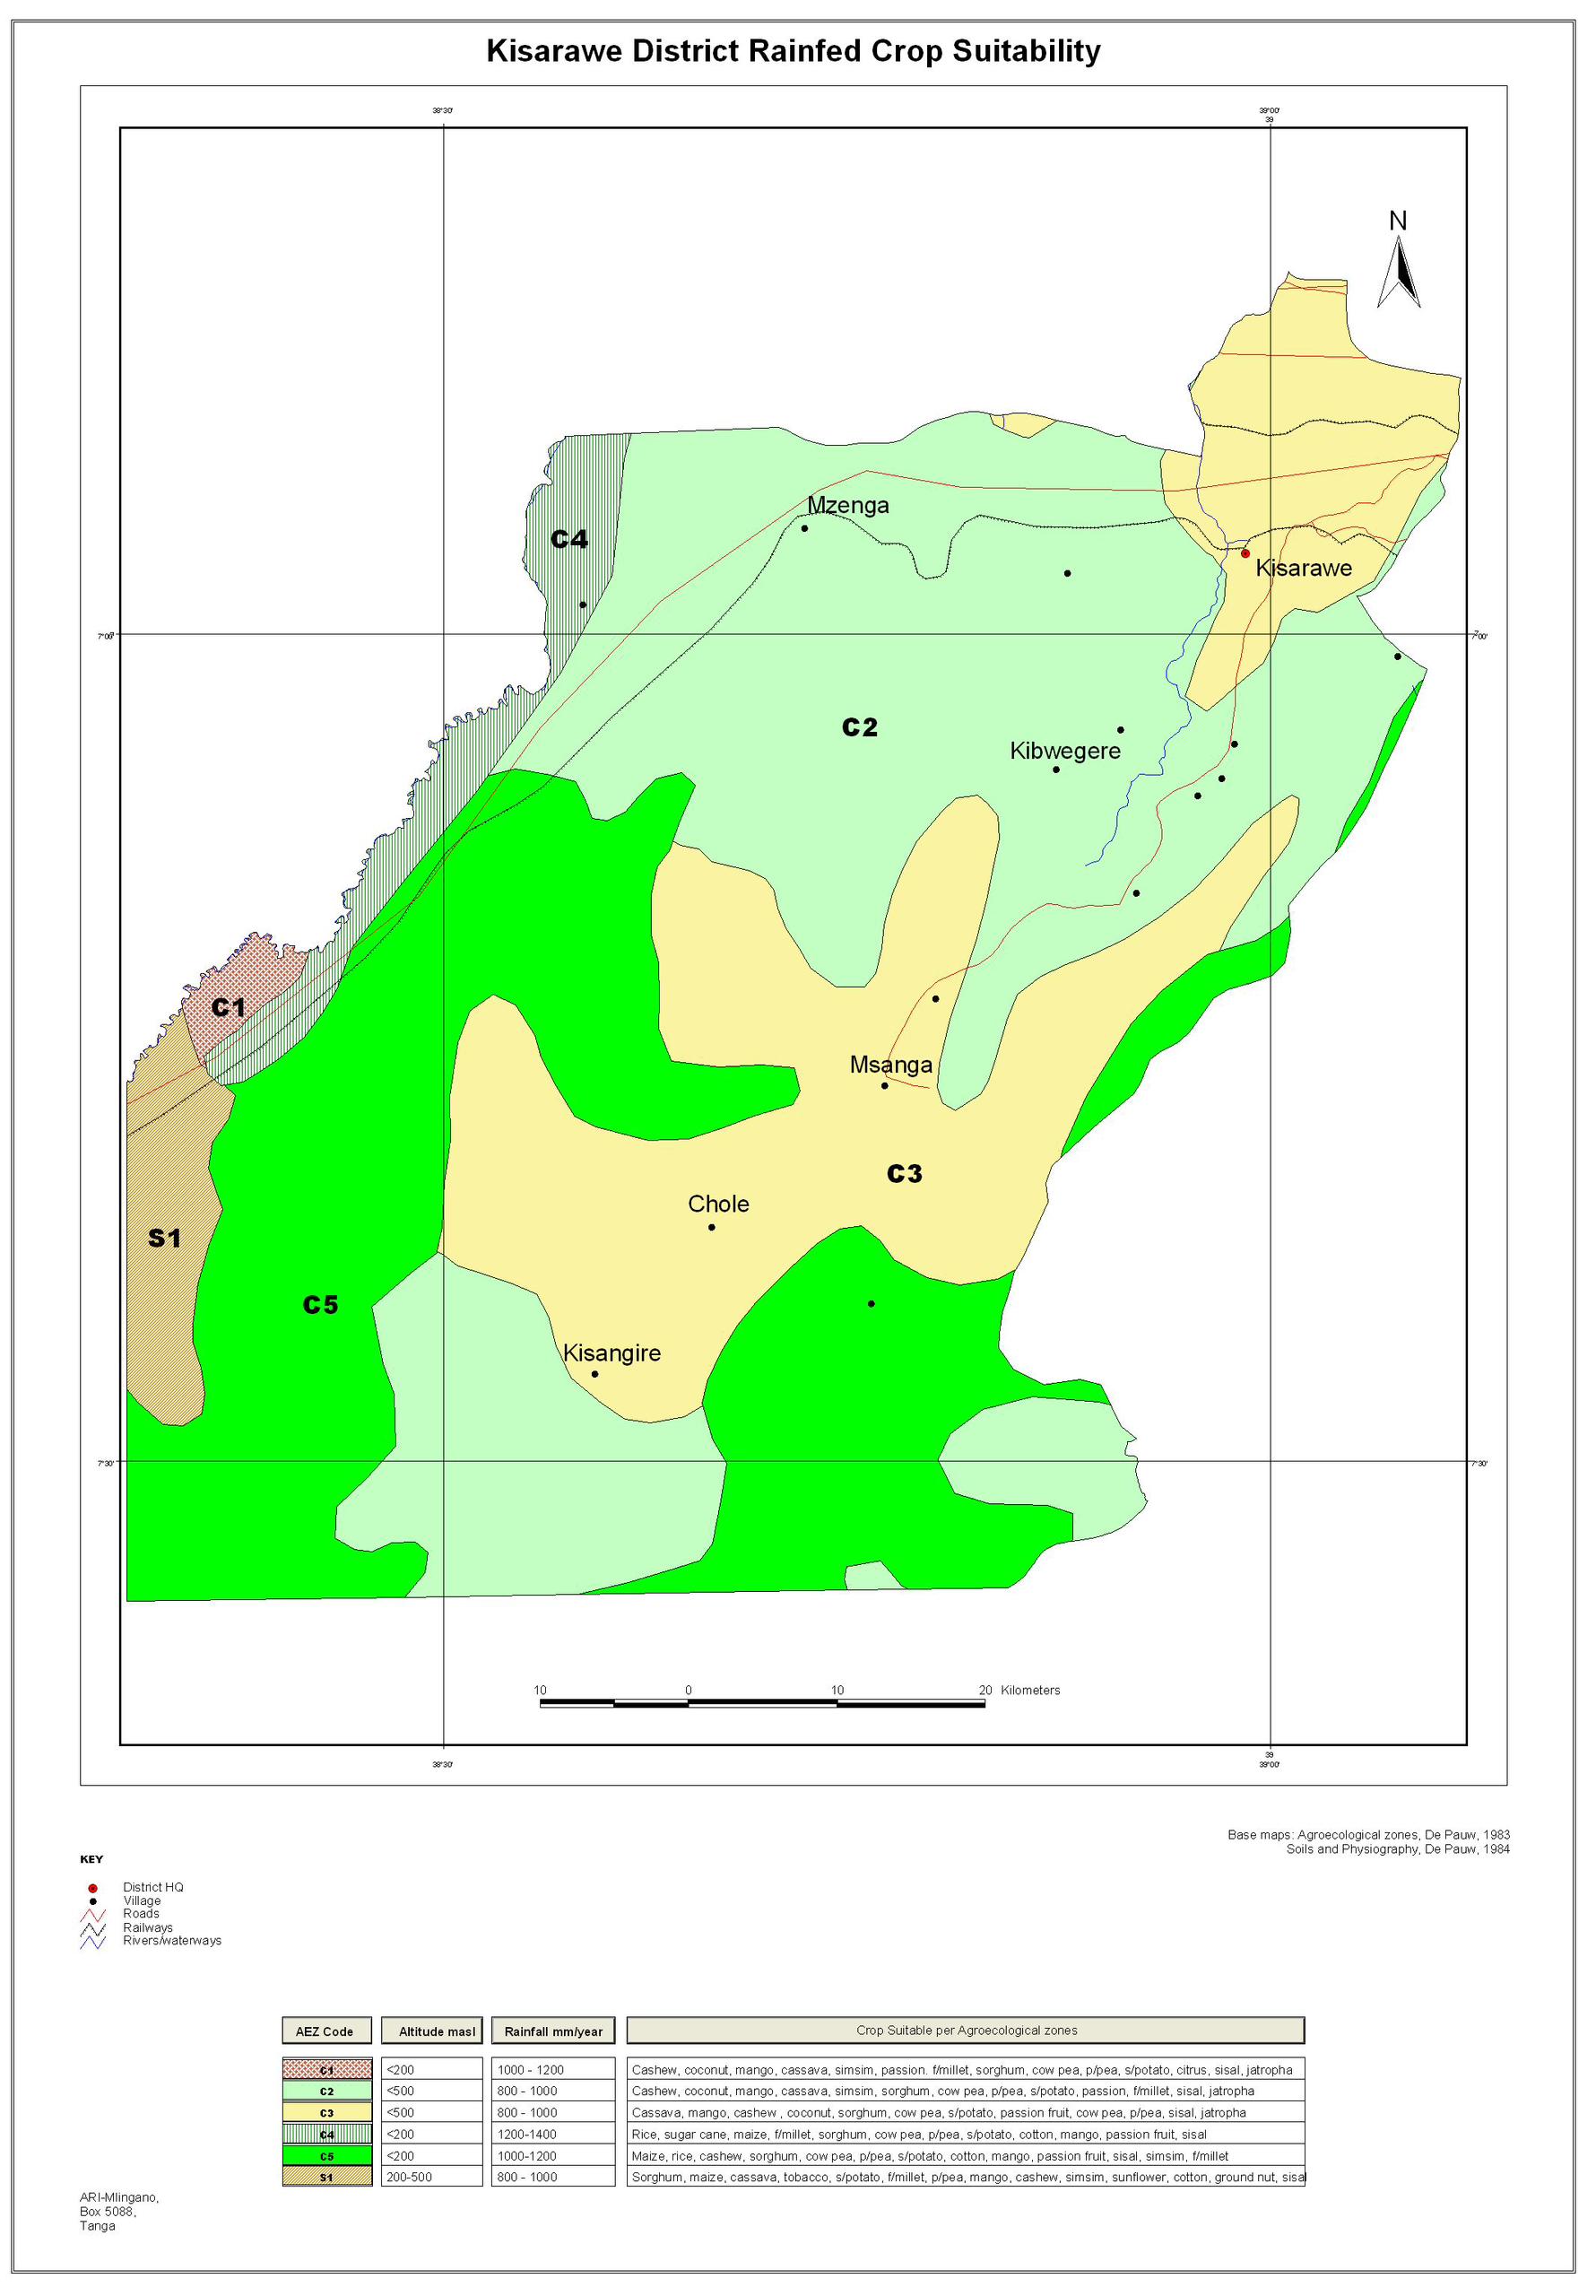 Kisarawe District Rainfed Crop Suitability
38°30'
39°00'
39
N
C4
Mzenga
Kisarawe
7°00'
7°00'
C2
Kibwegere
C1
Msanga
C3
Chole
S1
C5
Kisangire
7°30'
7°30'
10 0 10 20 Kilometers
38°30'
39
39°00'
Base maps: Agroecological zones, De Pauw, 1983
Soils and Physiography, De Pauw, 1984
KEY
District HQ
Village
Roads
Railways
Rivers/waterways
AEZ Code Altitude masl Rainfall mm/year Crop Suitable per Agroecological zones
C1 <200 1000 - 1200 Cashew, coconut, mango, cassava, simsim, passion. f/millet, sorghum, cow pea, p/pea, s/potato, citrus, sisal, jatropha
C2 <500 800 - 1000 Cashew, coconut, mango, cassava, simsim, sorghum, cow pea, p/pea, s/potato, passion, f/millet, sisal, jatropha
C3 <500 800 - 1000 Cassava, mango, cashew , coconut, sorghum, cow pea, s/potato, passion fruit, cow pea, p/pea, sisal, jatropha
C4 <200 1200-1400 Rice, sugar cane, maize, f/millet, sorghum, cow pea, p/pea, s/potato, cotton, mango, passion fruit, sisal
C5 <200 1000-1200 Maize, rice, cashew, sorghum, cow pea, p/pea, s/potato, cotton, mango, passion fruit, sisal, simsim, f/millet
S1 200-500 800 - 1000 Sorghum, maize, cassava, tobacco, s/potato, f/millet, p/pea, mango, cashew, simsim, sunflower, cotton, ground nut, sisal
ARI-Mlingano,
Box 5088,
Tanga